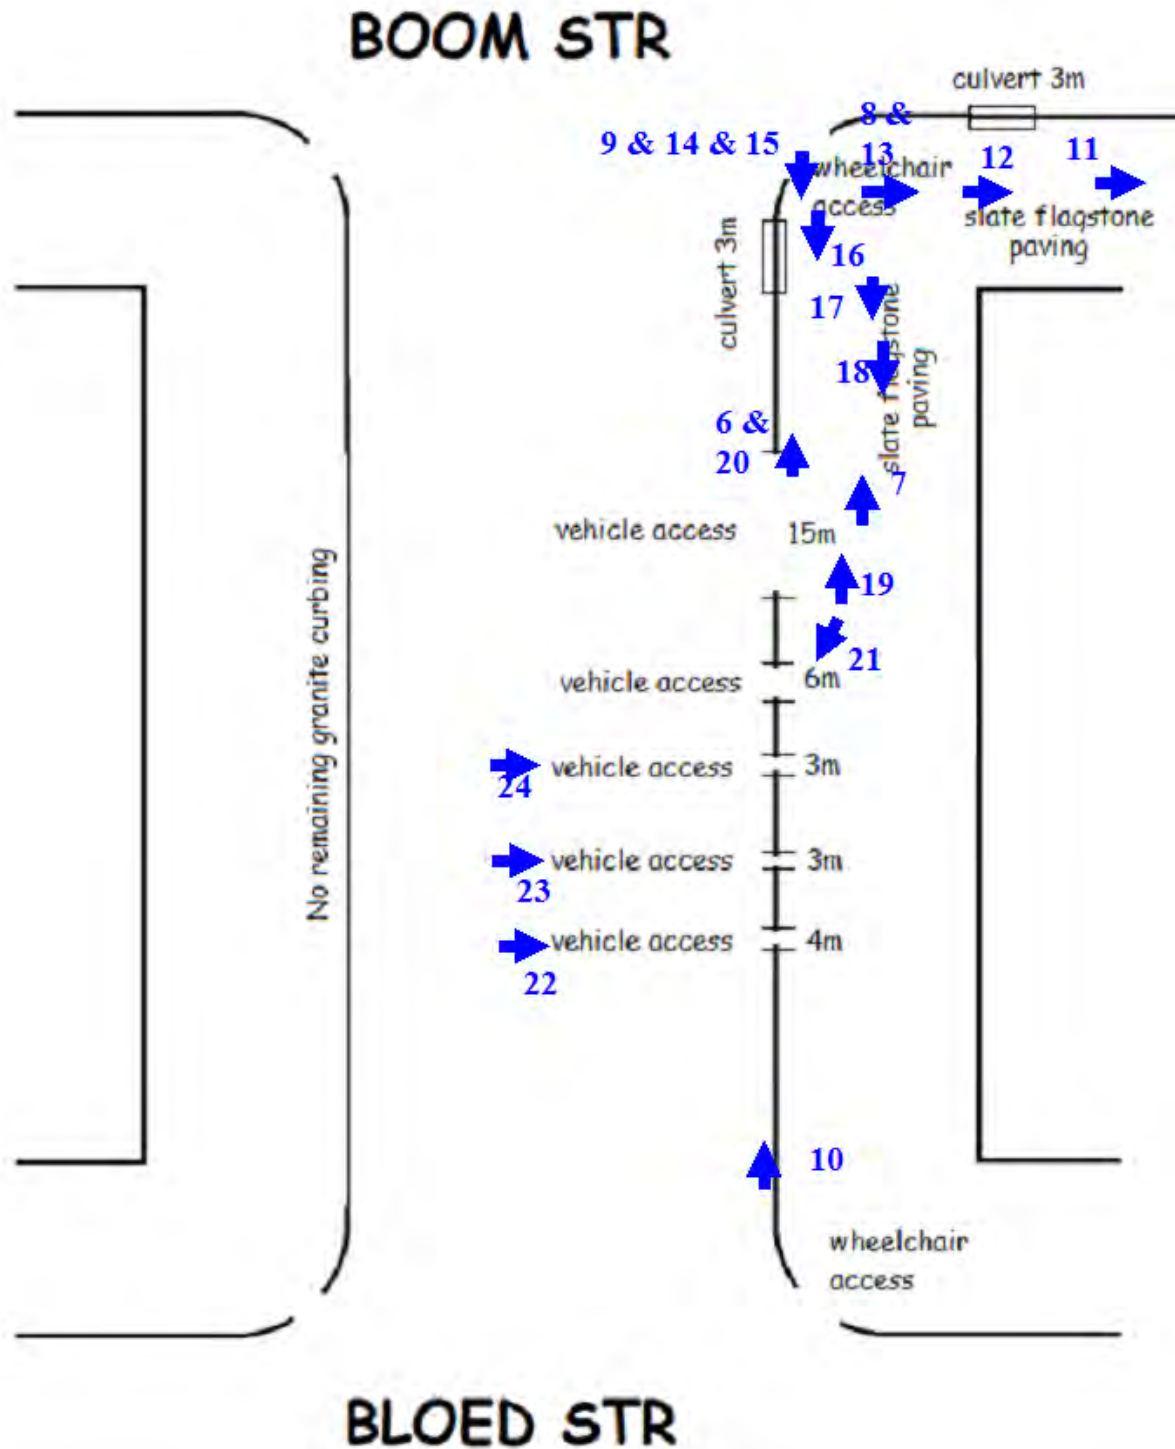 BOOM STR
culvert 3m
8 &
9 & 14 & 15
13
12
11
wheelchair
access
slate flagstone
paving
culvert 3m
16
17
slate flagstone
paving
18
6 &
20
7
vehicle access
15m
19
21
No remaining granite curbing
vehicle access
6m
vehicle access
3m
24
vehicle access
3m
23
vehicle access
4m
22
10
wheelchair
access
BLOED STR